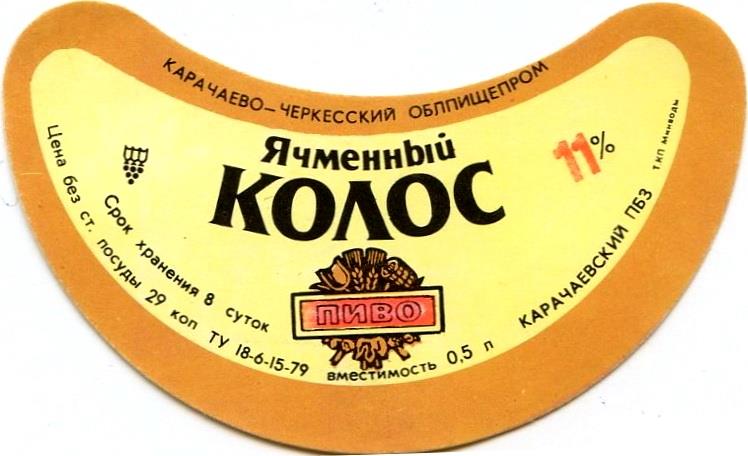 КАРАЧАЕВО—ЧЕРКЕССКИЙ ОБЛПИЩЕПРОМ
Ячменный
КОЛОС
11%
ПИВО
Срок хранения 8 суток
Цена без ст. посуды 29 коп ТУ 18-6-15-79
вместимость 0,5 л
КАРАЧАЕВСКИЙ ПБЗ
ТКП Минводы